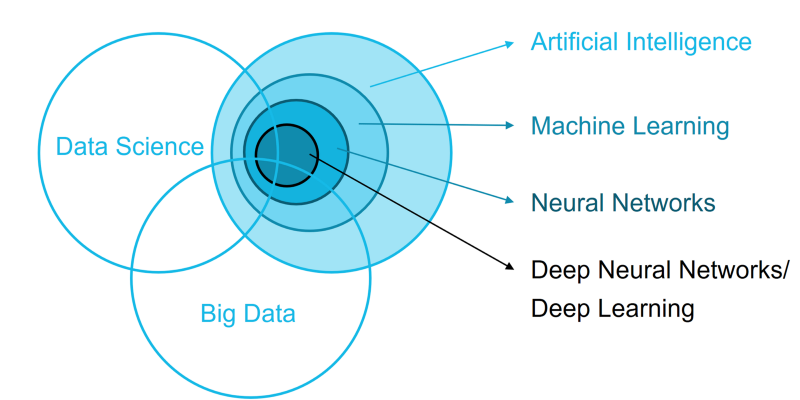 Artificial Intelligence
Data Science
Machine Learning
Neural Networks
Deep Neural Networks/
Deep Learning
Big Data